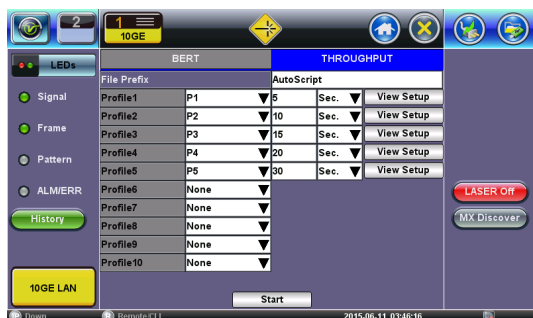 2
1
10GE
LEDs
BERT THROUGHPUT
File Prefix AutoScript
Signal
Profile1 P1 5 Sec. View Setup
Profile2 P2 10 Sec. View Setup
Frame
Profile3 P3 15 Sec. View Setup
Profile4 P4 20 Sec. View Setup
Pattern
Profile5 P5 30 Sec. View Setup
ALM/ERR
Profile6 None
LASER Off
Profile7 None
History
MX Discover
Profile8 None
Profile9 None
Profile10 None
10GE LAN
Start
IP Down R Remote/CLI 2015-06-11 03:46:16